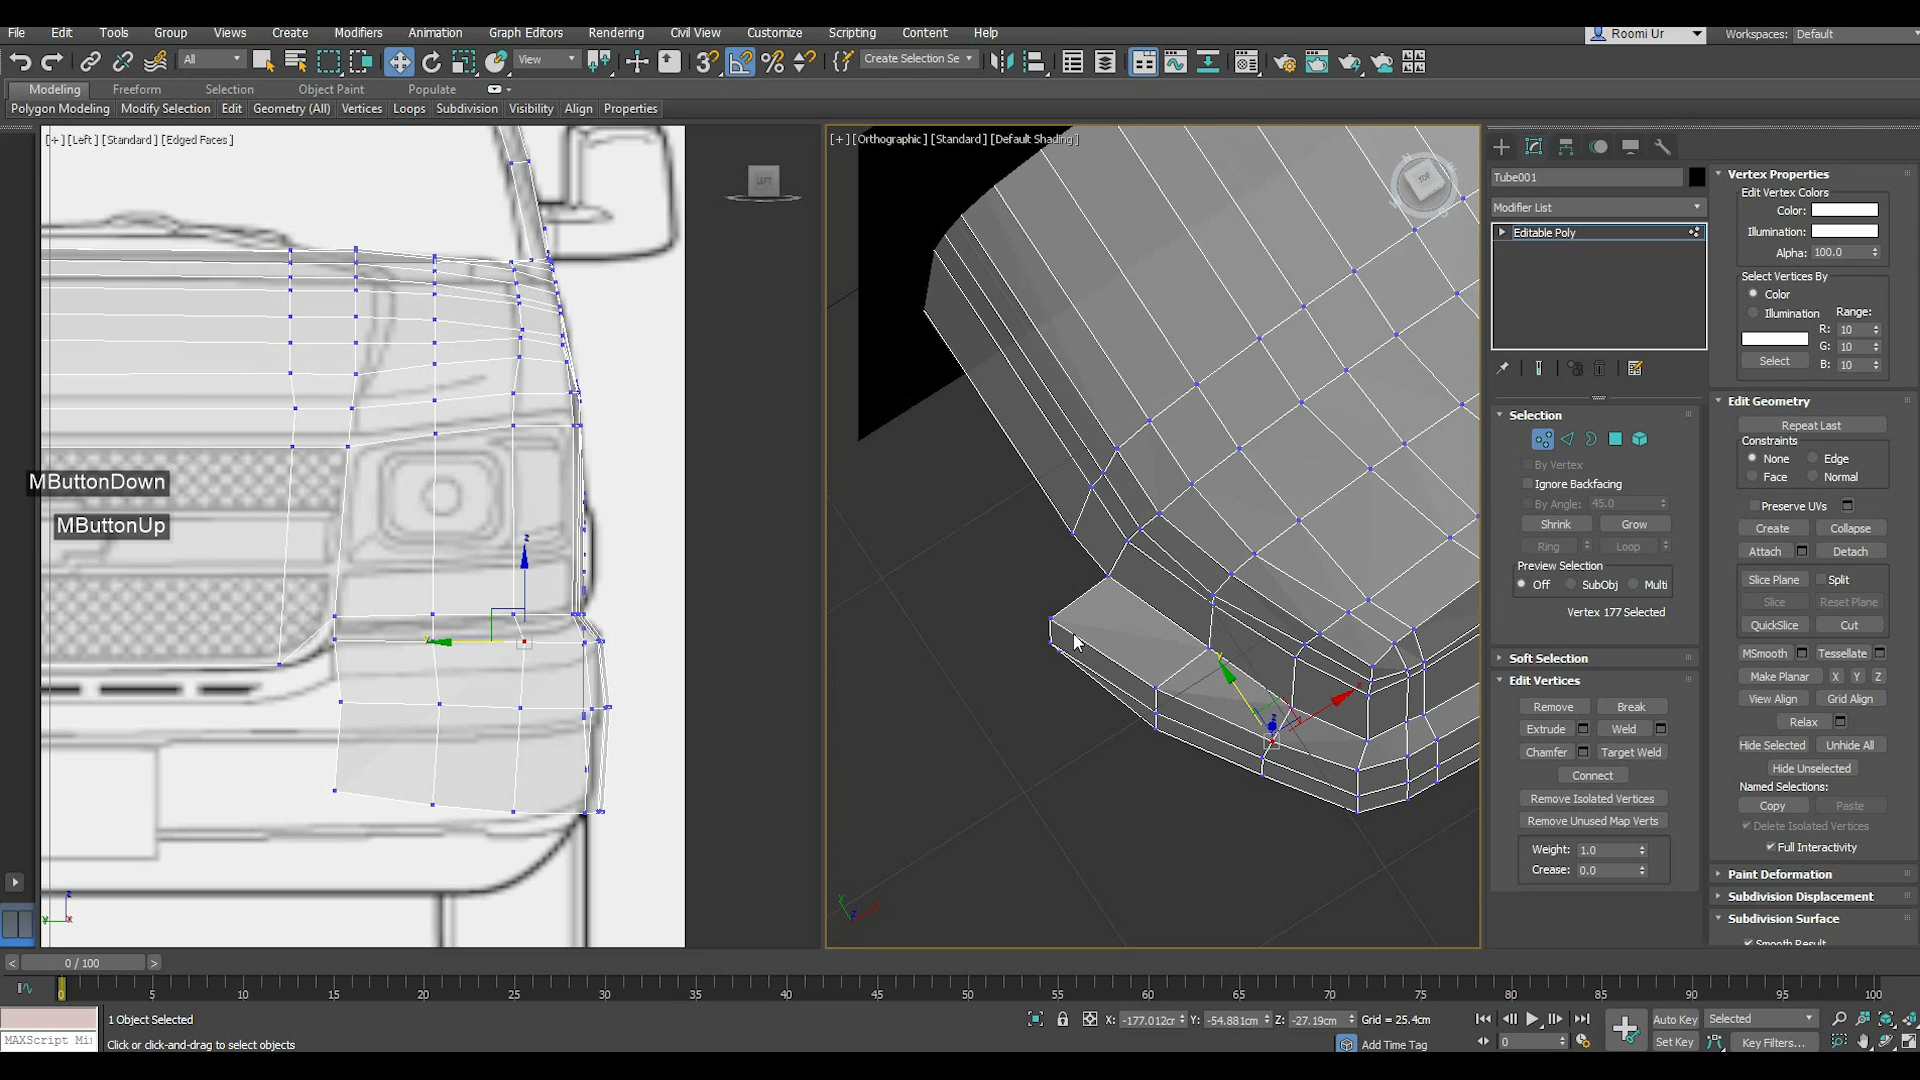 File Edit Tools Group Views Create Modifiers Animation Graph Editors Rendering Civil View Customize Scripting Content Help Roomi Ur Workspaces: Default
All View Create Selection Se
Modeling Freeform Selection Object Paint Populate
Polygon Modeling Modify Selection Edit Geometry (All) Vertices Loops Subdivision Visibility Align Properties
[+] [Left] [Standard] [Edged Faces]
[+] [Orthographic] [Standard] [Default Shading]
LEFT
TOP
MButtonDown
MButtonUp
Tube001
Modifier List
Editable Poly
Selection
By Vertex
Ignore Backfacing
By Angle: 45.0
Shrink Grow
Ring Loop
Preview Selection
Off SubObj Multi
Vertex 177 Selected
Soft Selection
Edit Vertices
Remove Break
Extrude Weld
Chamfer Target Weld
Connect
Remove Isolated Vertices
Remove Unused Map Verts
Weight: 1.0
Crease: 0.0
Vertex Properties
Edit Vertex Colors
Color:
Illumination:
Alpha: 100.0
Select Vertices By
Color
Illumination Range:
R: 10
G: 10
Select B: 10
Edit Geometry
Repeat Last
Constraints
None Edge
Face Normal
Preserve UVs
Create Collapse
Attach Detach
Slice Plane Split
Slice Reset Plane
QuickSlice Cut
MSmooth Tessellate
Make Planar X Y Z
View Align Grid Align
Relax
Hide Selected Unhide All
Hide Unselected
Named Selections:
Copy Paste
Delete Isolated Vertices
Full Interactivity
Paint Deformation
Subdivision Displacement
Subdivision Surface
Smooth Result
< 0 / 100 >
0 5 10 15 20 25 30 35 40 45 50 55 60 65 70 75 80 85 90 95 100
1 Object Selected X: -177.012cm Y: -54.881cm Z: -27.19cm Grid = 25.4cm Auto Key Selected
MAXScript Mi Click or click-and-drag to select objects Add Time Tag 0 Set Key Key Filters...